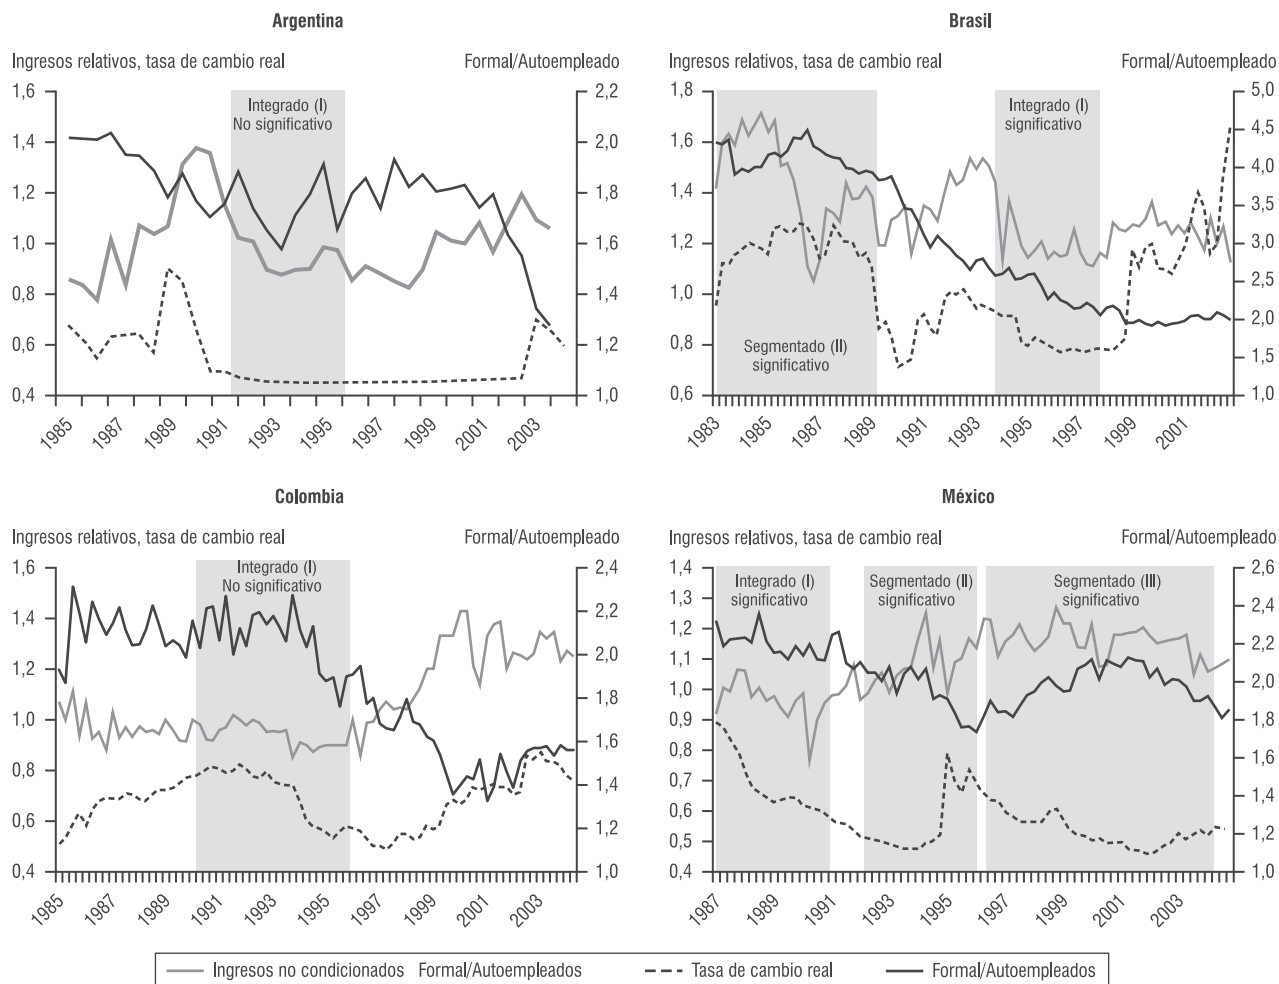 Argentina
Ingresos relativos, tasa de cambio real Formal/Autoempleado
1,6
1,4
1,2
1,0
0,8
0,6
0,4
Integrado (I)
No significativo
2,2
2,0
1,8
1,6
1,4
1,2
1,0
1985 1987 1989 1991 1993 1995 1997 1999 2001 2003
Brasil
Ingresos relativos, tasa de cambio real Formal/Autoempleado
1,8
1,6
1,4
1,2
1,0
0,8
0,6
Segmentado (II)
significativo
Integrado (I)
significativo
5,0
4,5
4,0
3,5
3,0
2,5
2,0
1,5
1,0
1983 1985 1987 1989 1991 1993 1995 1997 1999 2001
Colombia
Ingresos relativos, tasa de cambio real Formal/Autoempleado
1,6
1,4
1,2
1,0
0,8
0,6
0,4
Integrado (I)
No significativo
2,4
2,2
2,0
1,8
1,6
1,4
1,2
1,0
1985 1987 1989 1991 1993 1995 1997 1999 2001 2003
México
Ingresos relativos, tasa de cambio real Formal/Autoempleado
1,4
1,3
1,2
1,1
1,0
0,9
0,8
0,7
0,6
0,5
0,4
Integrado (I)
significativo
Segmentado (II)
significativo
Segmentado (III)
significativo
2,6
2,4
2,2
2,0
1,8
1,6
1,4
1,2
1,0
1987 1989 1991 1993 1995 1997 1999 2001 2003
Ingresos no condicionados Formal/Autoempleados Tasa de cambio real Formal/Autoempleados